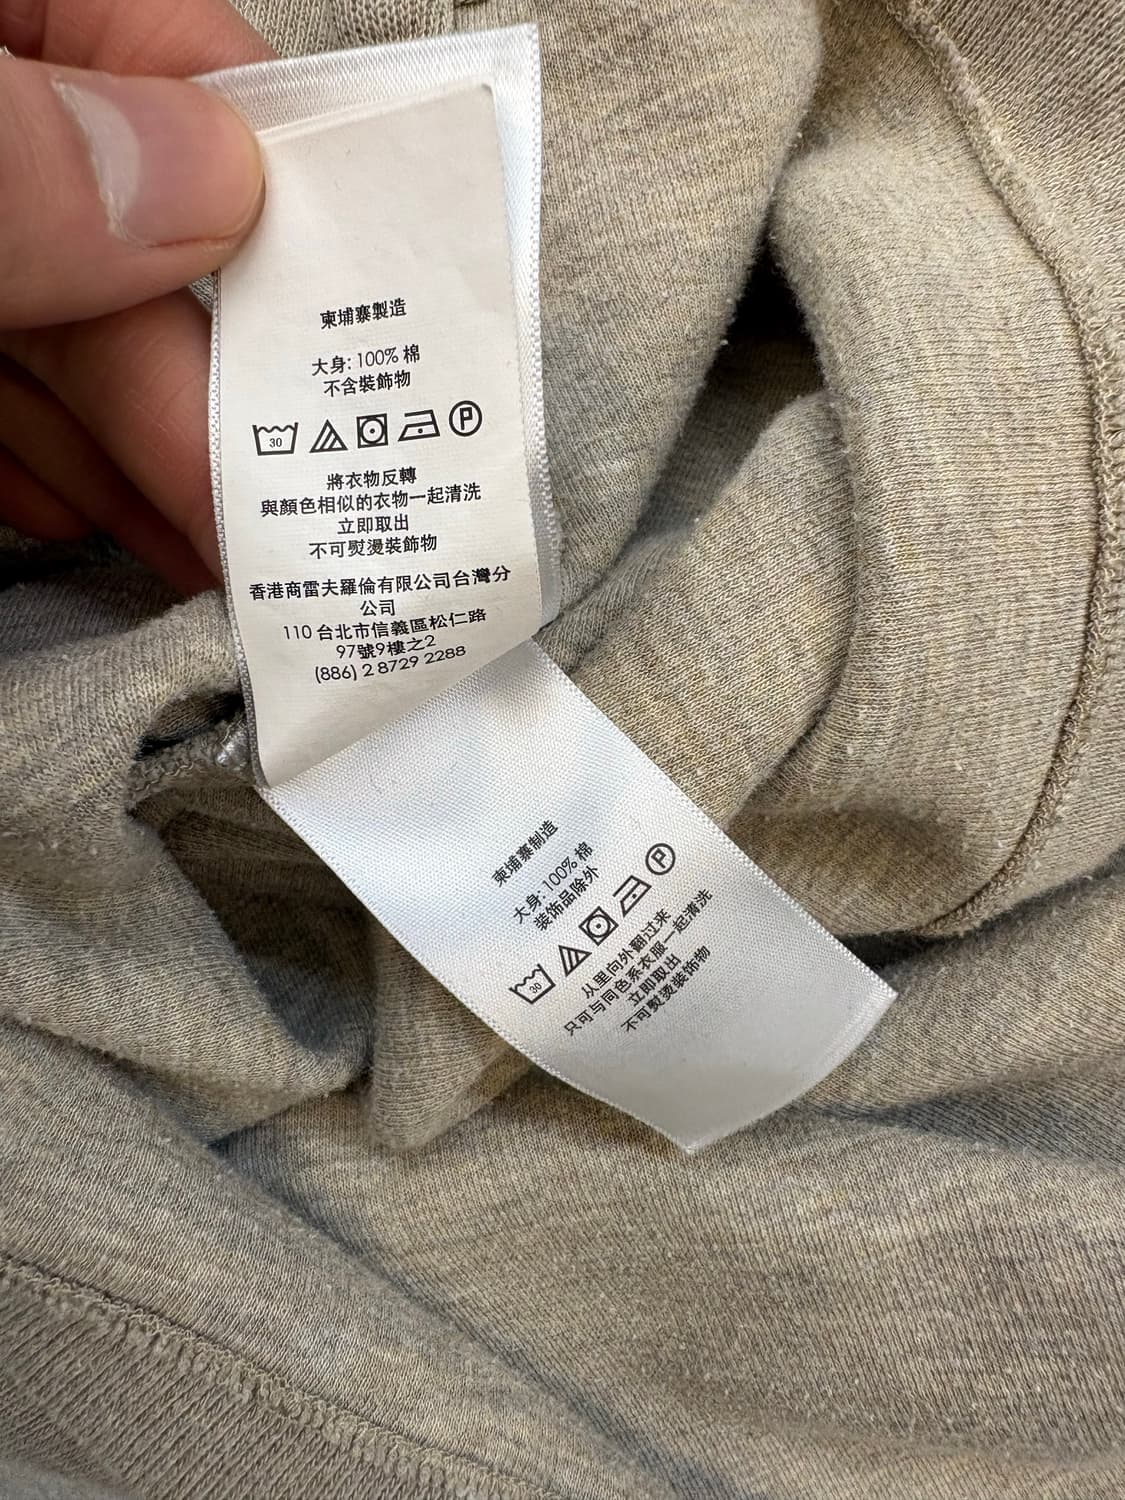 柬埔寨製造
大身: 100% 棉
不含裝飾物
30
P
將衣物反轉
與顏色相似的衣物一起清洗
立即取出
不可熨燙裝飾物
香港商雷夫羅倫有限公司台灣分
公司
110 台北市信義區松仁路
97號9樓之2
(886) 2 8729 2288
柬埔寨制造
大身: 100% 棉
装饰品除外
30
P
从里向外翻过来
只可与同色系衣服一起清洗
立即取出
不可熨烫装饰物